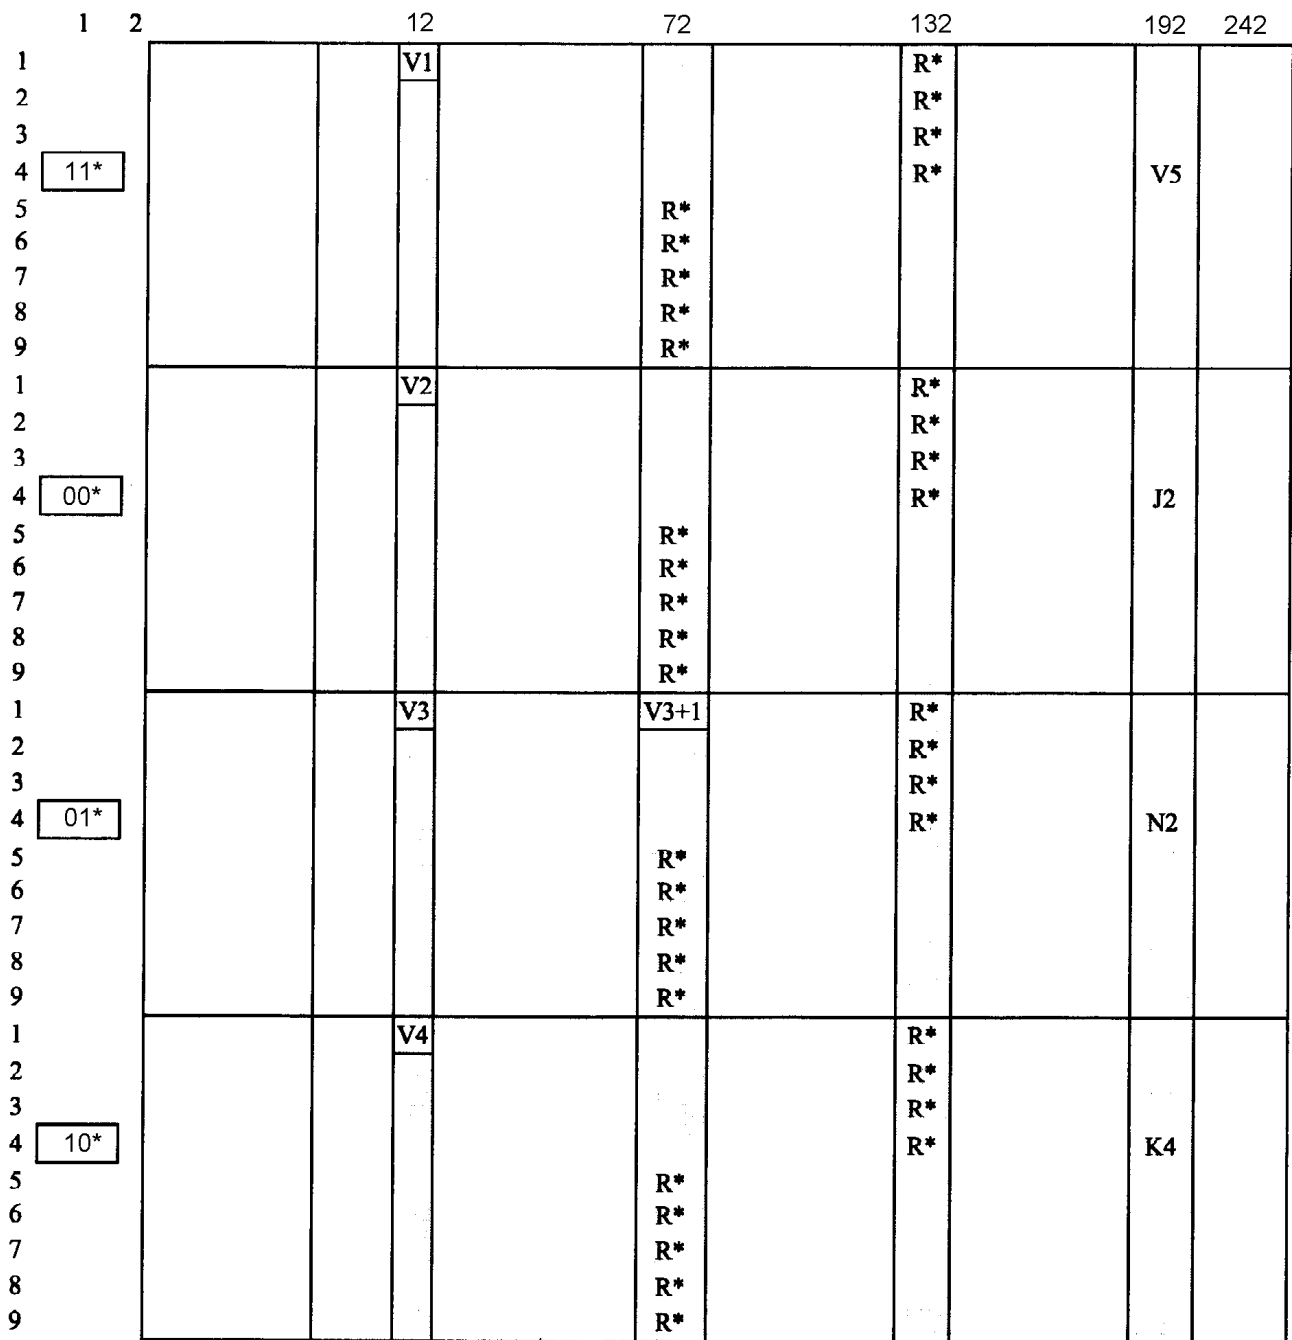 1 2 12 72 132 192 242
1 V1 R*
2 R*
3 R*
4 11* R* V5
5 R*
6 R*
7 R*
8 R*
9 R*
1 V2 R*
2 R*
3 R*
4 00* R* J2
5 R*
6 R*
7 R*
8 R*
9 R*
1 V3 V3+1 R*
2 R*
3 R*
4 01* R* N2
5 R*
6 R*
7 R*
8 R*
9 R*
1 V4 R*
2 R*
3 R*
4 10* R* K4
5 R*
6 R*
7 R*
8 R*
9 R*